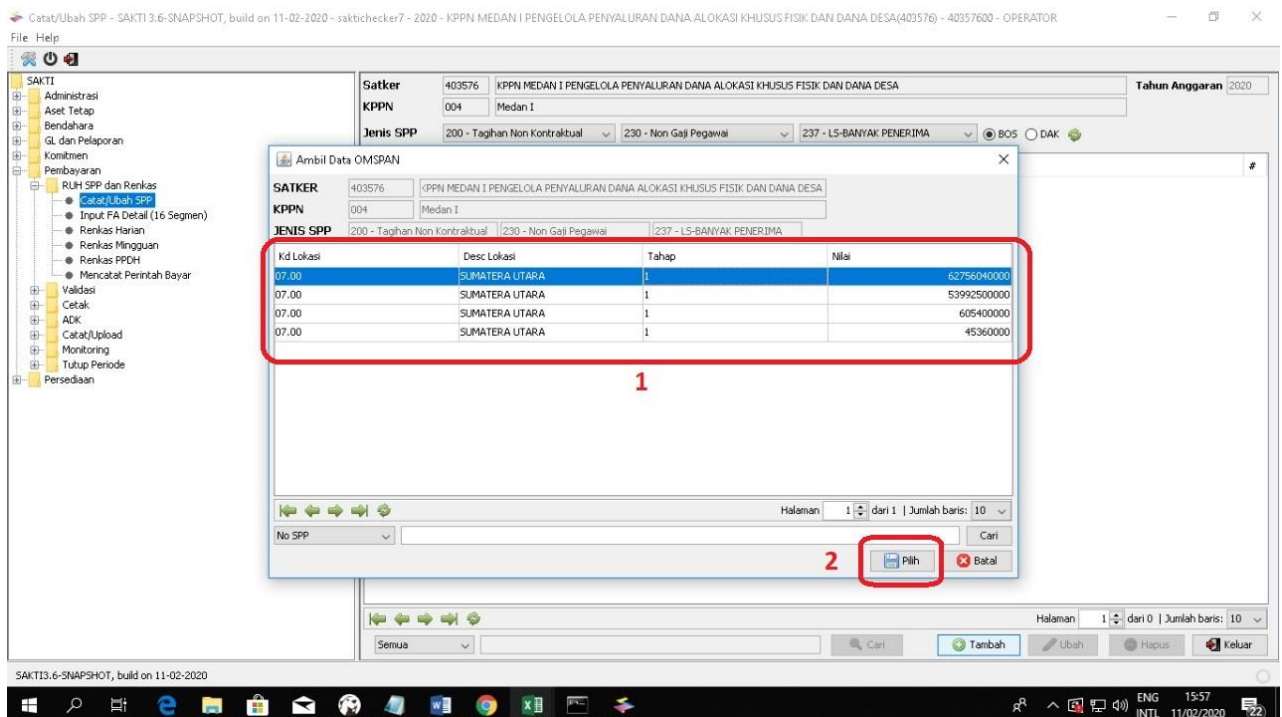 Catat/Ubah SPP - SAKTI 3.6-SNAPSHOT, build on 11-02-2020 - saktichecker7 - 2020 - KPPN MEDAN I PENGELOLA PENYALURAN DANA ALOKASI KHUSUS FISIK DAN DANA DESA(403576) - 40357600 - OPERATOR
File Help
SAKTI
Administrasi
Aset Tetap
Bendahara
GL dan Pelaporan
Komitmen
Pembayaran
RUH SPP dan Renkas
Catat/Ubah SPP
Input FA Detail (16 Segmen)
Renkas Harian
Renkas Mingguan
Renkas PPDH
Mencatat Perintah Bayar
Validasi
Cetak
ADK
Catat/Upload
Monitoring
Tutup Periode
Persediaan
Satker 403576 KPPN MEDAN I PENGELOLA PENYALURAN DANA ALOKASI KHUSUS FISIK DAN DANA DESA Tahun Anggaran 2020
KPPN 004 Medan I
Jenis SPP 200 - Tagihan Non Kontraktual 230 - Non Gaji Pegawai 237 - LS-BANYAK PENERIMA BOS DAK
#
Ambil Data OMSPAN
SATKER 403576 KPPN MEDAN I PENGELOLA PENYALURAN DANA ALOKASI KHUSUS FISIK DAN DANA DESA
KPPN 004 Medan I
JENIS SPP 200 - Tagihan Non Kontraktual 230 - Non Gaji Pegawai 237 - LS-BANYAK PENERIMA
Kd Lokasi Desc Lokasi Tahap Nilai
07.00 SUMATERA UTARA 1 62756040000
07.00 SUMATERA UTARA 1 53992500000
07.00 SUMATERA UTARA 1 605400000
07.00 SUMATERA UTARA 1 45360000
1
Halaman 1 dari 1 | Jumlah baris: 10
No SPP Cari
2 Pilih Batal
Halaman 1 dari 0 | Jumlah baris: 10
Semua Cari Tambah Ubah Hapus Keluar
SAKTI3.6-SNAPSHOT, build on 11-02-2020
ENG 15:57
INTL 11/02/2020 22